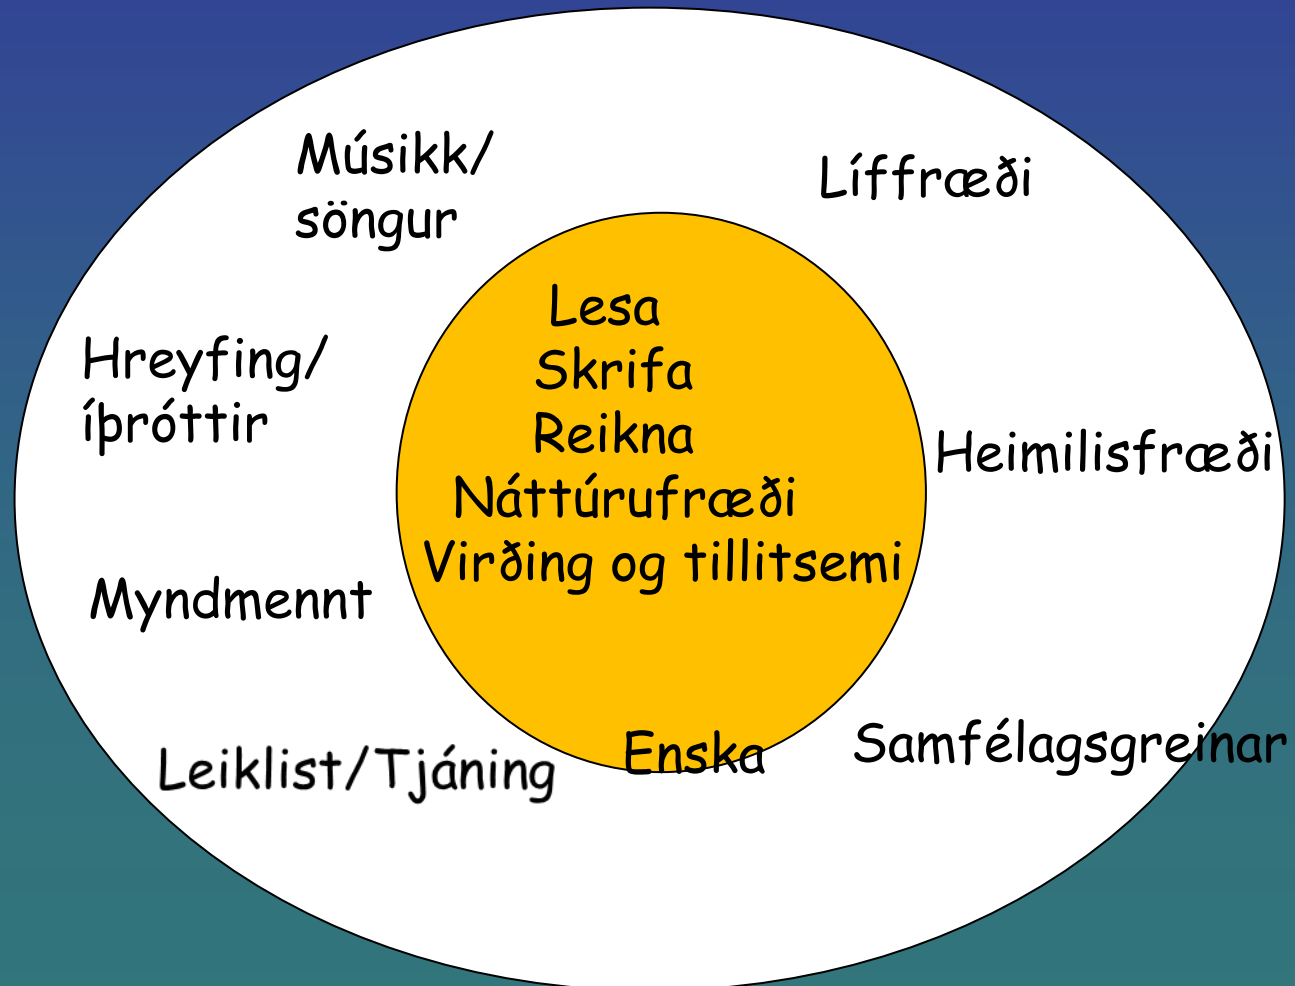 Músikk/
söngur
Líffræði
Hreyfing/
íþróttir
Lesa
Skrifa
Reikna
Náttúrufræði
Virðing og tillitsemi
Heimilisfræði
Myndmennt
Leiklist/Tjáning
Enska
Samfélagsgreinar